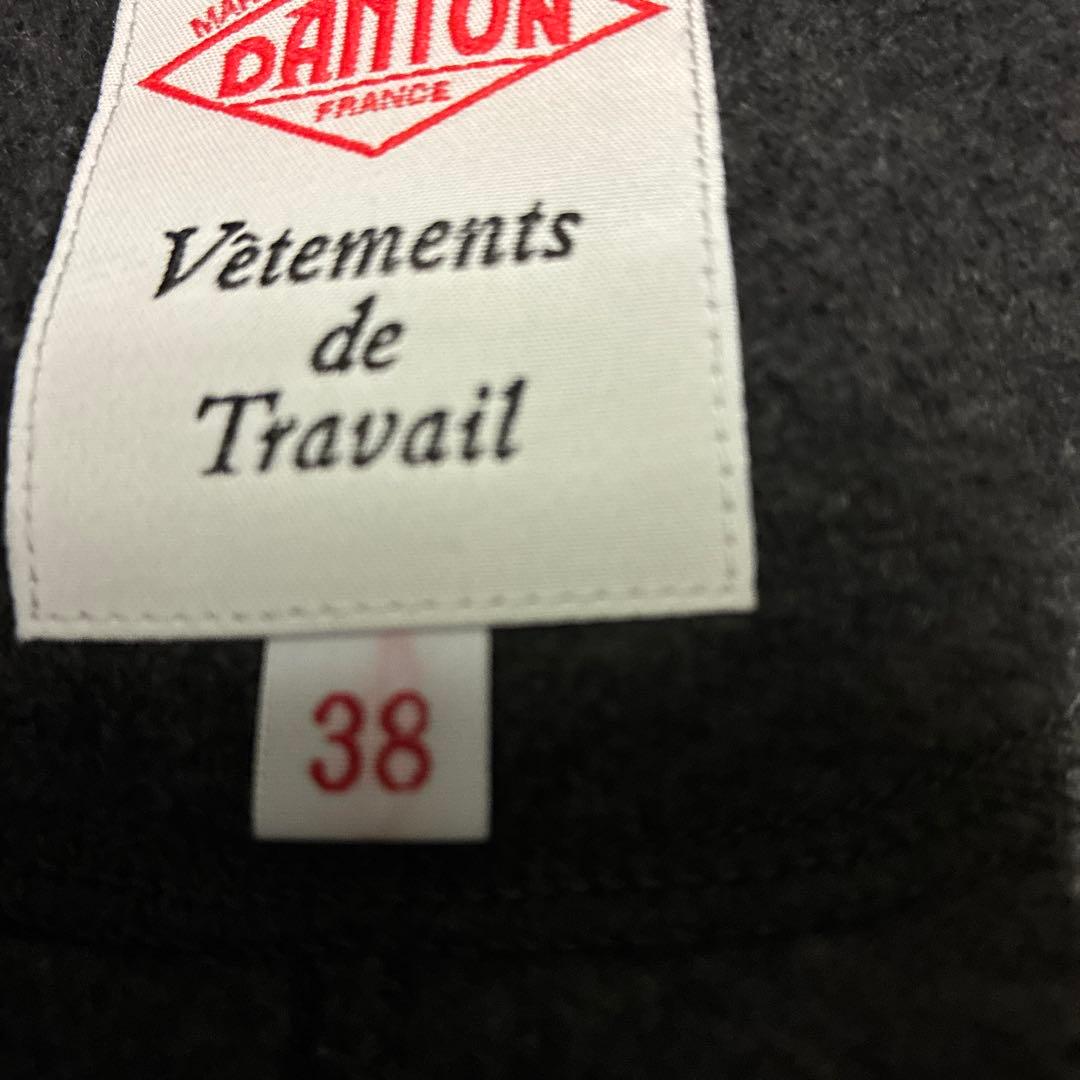 DANTON
FRANCE
Vêtements
de
Travail
38